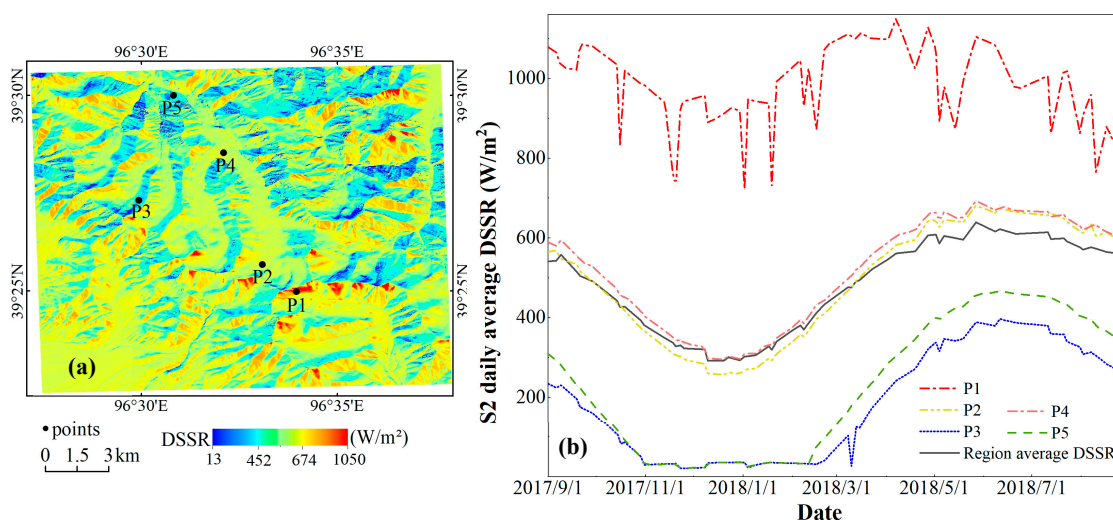 96°30'E 96°35'E
39°30'N
39°30'N
P5
P4
P3
P2
P1
39°25'N
39°25'N
(a)
96°30'E 96°35'E
points
0 1.5 3 km
DSSR (W/m²)
13 452 674 1050
S2 daily average DSSR (W/m²)
1000
800
600
400
200
P1
P2 P4
P3 P5
Region average DSSR
(b)
2017/9/1 2017/11/1 2018/1/1 2018/3/1 2018/5/1 2018/7/1
Date